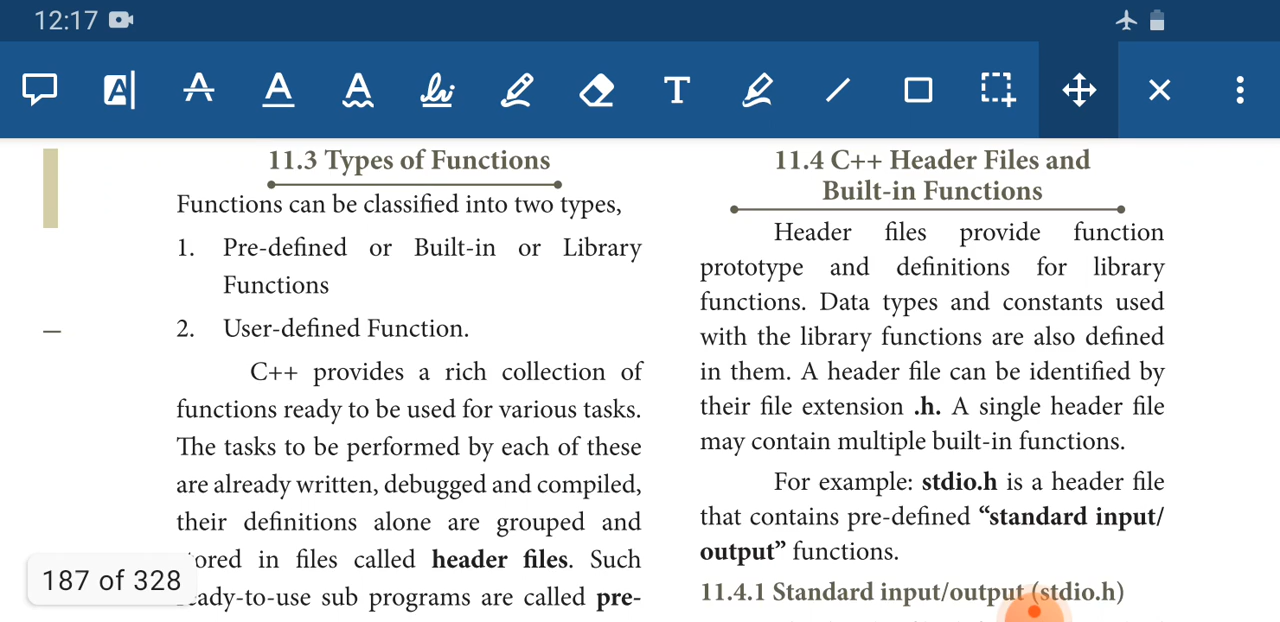 12:17
11.3 Types of Functions
Functions can be classified into two types,
1. Pre-defined or Built-in or Library
Functions
2. User-defined Function.
C++ provides a rich collection of
functions ready to be used for various tasks.
The tasks to be performed by each of these
are already written, debugged and compiled,
their definitions alone are grouped and
in files called header files. Such
sub programs are called pre-
187 of 328
11.4 C++ Header Files and
Built-in Functions
Header files provide function
prototype and definitions for library
functions. Data types and constants used
with the library functions are also defined
in them. A header file can be identified by
their file extension .h. A single header file
may contain multiple built-in functions.
For example: stdio.h is a header file
that contains pre-defined “standard input/
output” functions.
11.4.1 Standard input/output (stdio.h)